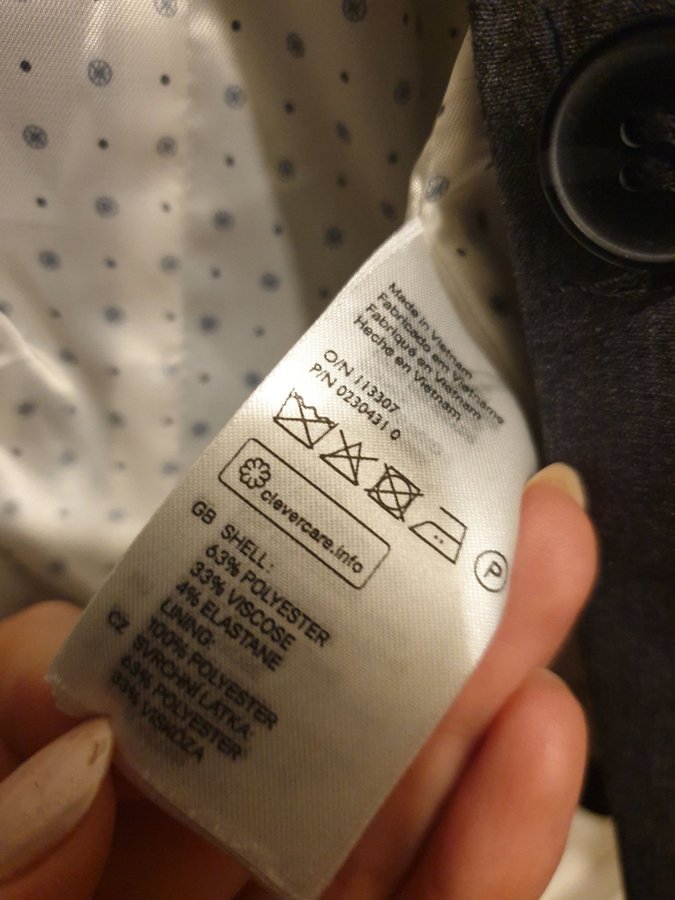 Made in Vietnam
Fabricado em Vietname
Fabriqué en Vietnam
Hecho en Vietnam
O/N 113307
P/N 0230431 0
clevercare.info
P
GB SHELL:
63% POLYESTER
33% VISCOSE
4% ELASTANE
LINING:
100% POLYESTER
CZ SVRCHNÍ LÁTKA:
63% POLYESTER
33% VISKÓZA